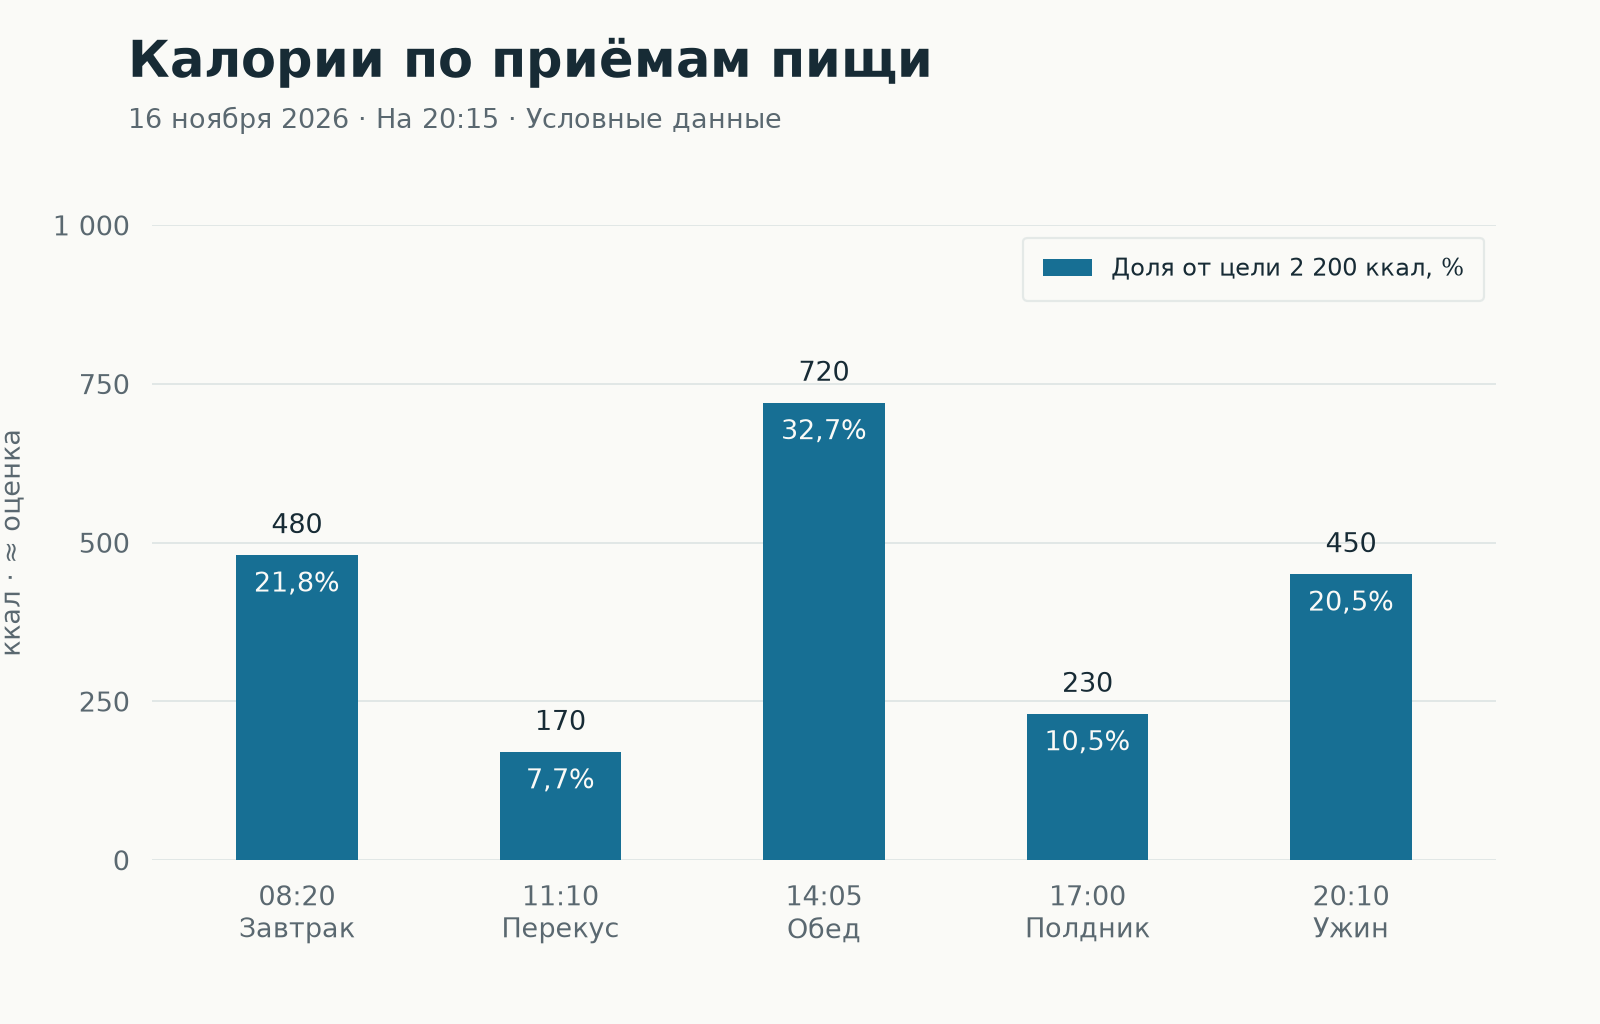 Калории по приёмам пищи
16 ноября 2026 · На 20:15 · Условные данные
1 000
Доля от цели 2 200 ккал, %
750
500
250
0
ккал · ≈ оценка
480
21,8%
170
7,7%
720
32,7%
230
10,5%
450
20,5%
08:20
Завтрак
11:10
Перекус
14:05
Обед
17:00
Полдник
20:10
Ужин